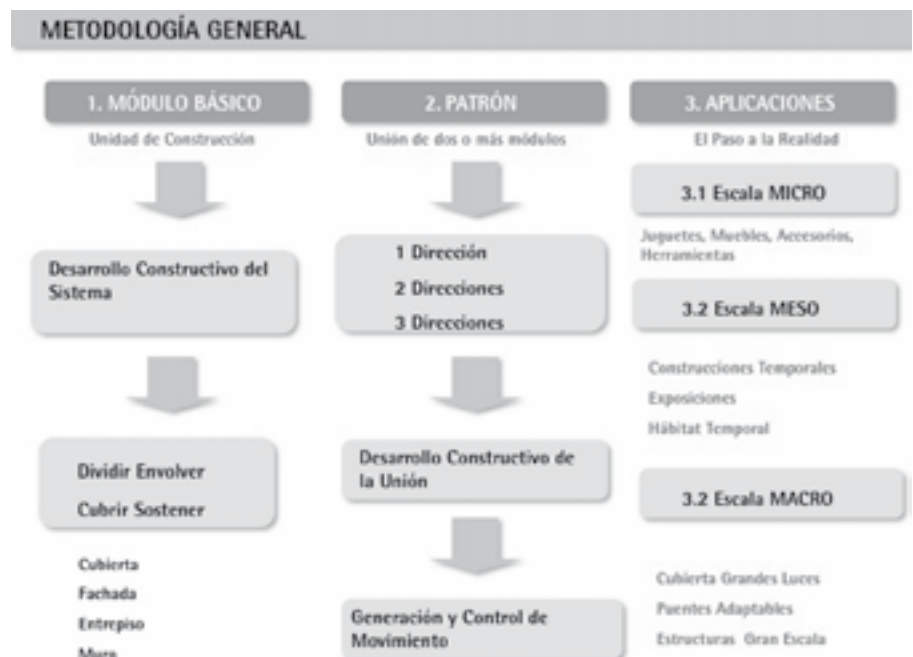 METODOLOGÍA GENERAL
1. MÓDULO BÁSICO
Unidad de Construcción
Desarrollo Constructivo del
Sistema
Dividir Envolver
Cubrir Sostener
Cubierta
Fachada
Entrepiso
Muro
2. PATRÓN
Unión de dos o más módulos
1 Dirección
2 Direcciones
3 Direcciones
Desarrollo Constructivo de
la Unión
Generación y Control de
Movimiento
3. APLICACIONES
El Paso a la Realidad
3.1 Escala MICRO
Juguetes, Muebles, Accesorios,
Herramientas
3.2 Escala MESO
Construcciones Temporales
Exposiciones
Hábitat Temporal
3.2 Escala MACRO
Cubierta Grandes Luces
Puentes Adaptables
Estructuras Gran Escala